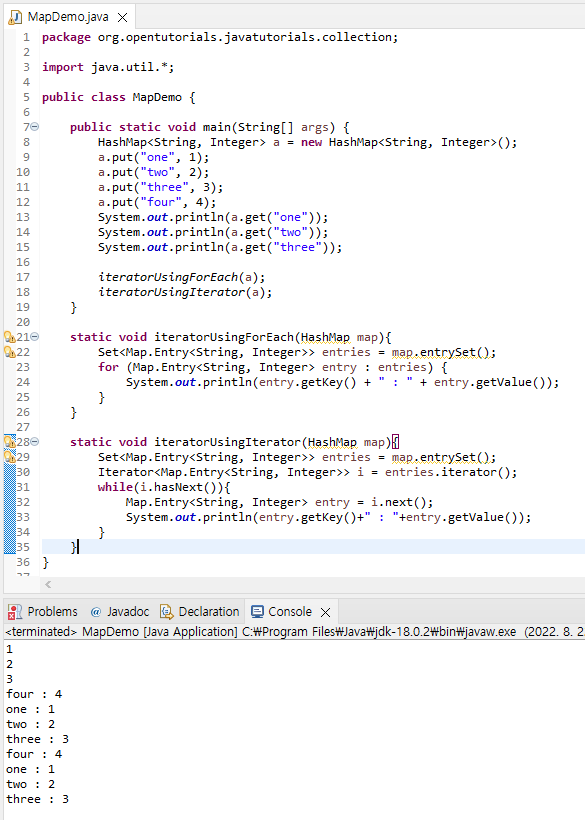 MapDemo.java
1 package org.opentutorials.javatutorials.collection;
2
3 import java.util.*;
4
5 public class MapDemo {
6
7     public static void main(String[] args) {
8         HashMap<String, Integer> a = new HashMap<String, Integer>();
9         a.put("one", 1);
10         a.put("two", 2);
11         a.put("three", 3);
12         a.put("four", 4);
13         System.out.println(a.get("one"));
14         System.out.println(a.get("two"));
15         System.out.println(a.get("three"));
16
17         iteratorUsingForEach(a);
18         iteratorUsingIterator(a);
19     }
20
21     static void iteratorUsingForEach(HashMap map){
22         Set<Map.Entry<String, Integer>> entries = map.entrySet();
23         for (Map.Entry<String, Integer> entry : entries) {
24             System.out.println(entry.getKey() + " : " + entry.getValue());
25         }
26     }
27
28     static void iteratorUsingIterator(HashMap map){
29         Set<Map.Entry<String, Integer>> entries = map.entrySet();
30         Iterator<Map.Entry<String, Integer>> i = entries.iterator();
31         while(i.hasNext()){
32             Map.Entry<String, Integer> entry = i.next();
33             System.out.println(entry.getKey()+" : "+entry.getValue());
34         }
35     }
36 }
37
Problems @ Javadoc Declaration Console
<terminated> MapDemo [Java Application] C:₩Program Files₩Java₩jdk-18.0.2₩bin₩javaw.exe (2022. 8. 2
1
2
3
four : 4
one : 1
two : 2
three : 3
four : 4
one : 1
two : 2
three : 3